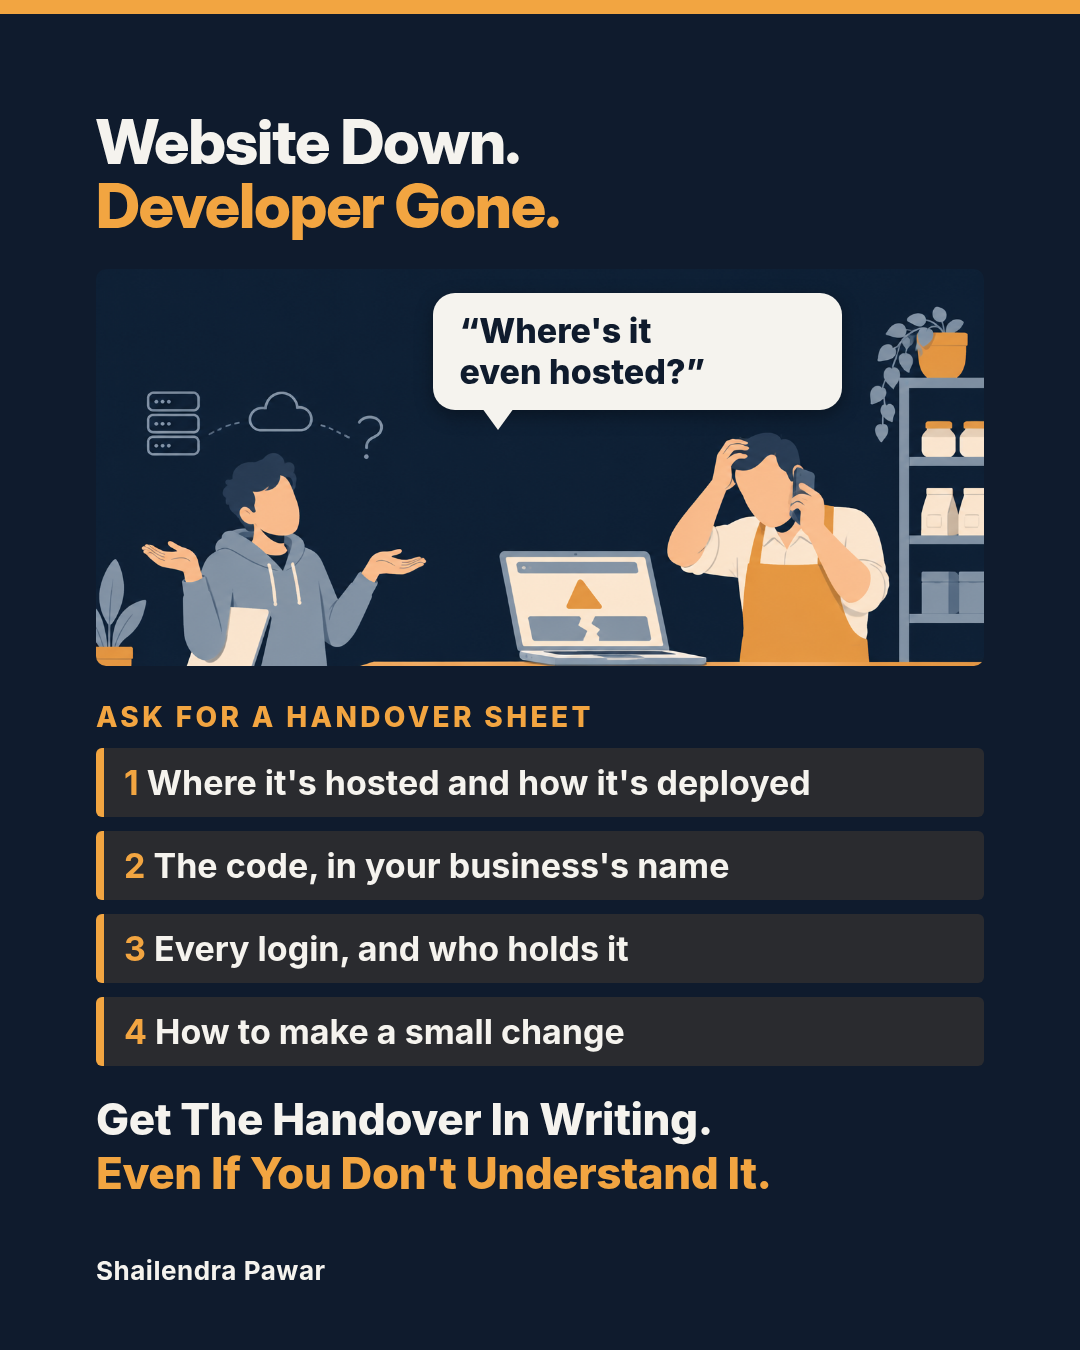 Website Down.
Developer Gone.
“Where's it
even hosted?”
ASK FOR A HANDOVER SHEET
1 Where it's hosted and how it's deployed
2 The code, in your business's name
3 Every login, and who holds it
4 How to make a small change
Get The Handover In Writing.
Even If You Don't Understand It.
Shailendra Pawar